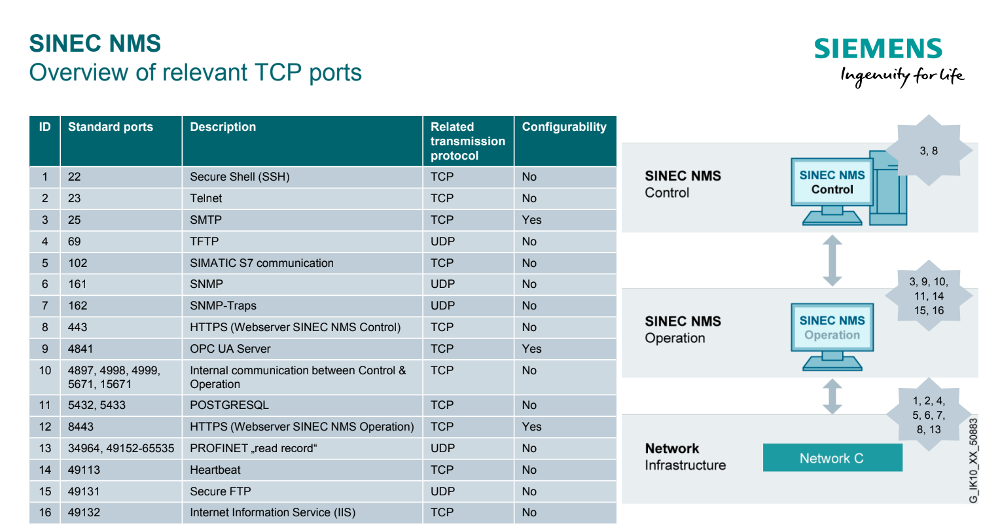 SINEC NMS
Overview of relevant TCP ports
SIEMENS
Ingenuity for life
ID Standard ports Description Related transmission protocol Configurability
1 22 Secure Shell (SSH) TCP No
2 23 Telnet TCP No
3 25 SMTP TCP Yes
4 69 TFTP UDP No
5 102 SIMATIC S7 communication TCP No
6 161 SNMP UDP No
7 162 SNMP-Traps UDP No
8 443 HTTPS (Webserver SINEC NMS Control) TCP No
9 4841 OPC UA Server TCP Yes
10 4897, 4998, 4999, 5671, 15671 Internal communication between Control & Operation TCP No
11 5432, 5433 POSTGRESQL TCP No
12 8443 HTTPS (Webserver SINEC NMS Operation) TCP Yes
13 34964, 49152-65535 PROFINET „read record“ UDP No
14 49113 Heartbeat TCP No
15 49131 Secure FTP UDP No
16 49132 Internet Information Service (IIS) TCP No
SINEC NMS
Control
SINEC NMS
Control
3, 8
SINEC NMS
Operation
SINEC NMS
Operation
3, 9, 10,
11, 14
15, 16
Network
Infrastructure
Network C
1, 2, 4,
5, 6, 7,
8, 13
G_IK10_XX_50883